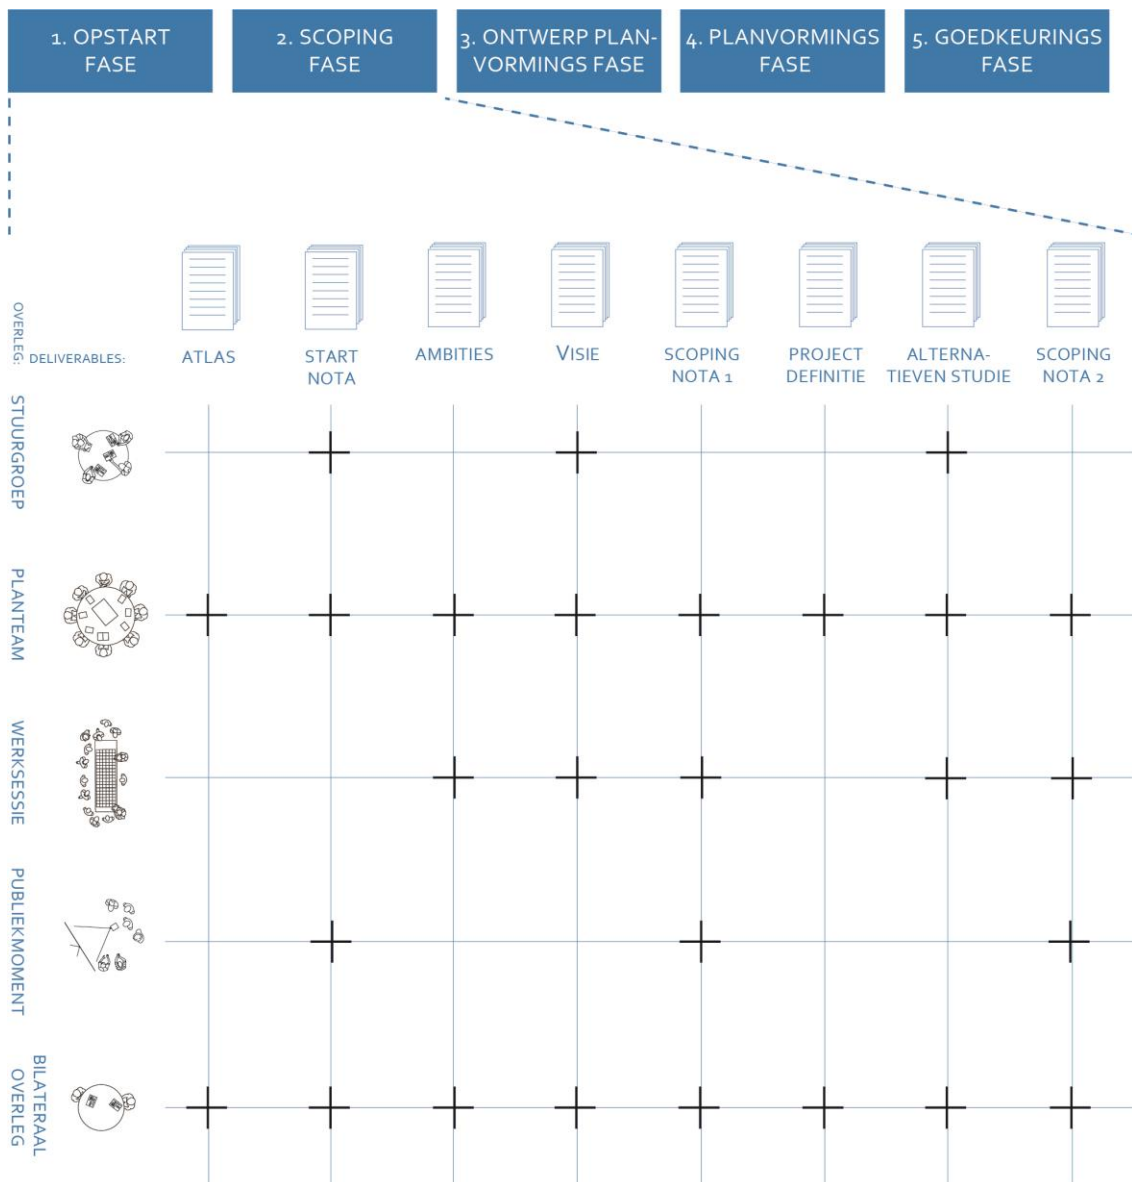 1. OPSTART
FASE
2. SCOPING
FASE
3. ONTWERP PLAN-
VORMINGS FASE
4. PLANVORMINGS
FASE
5. GOEDKEURINGS
FASE
OVERLEG:
DELIVERABLES:
ATLAS
START
NOTA
AMBITIES
VISIE
SCOPING
NOTA 1
PROJECT
DEFINITIE
ALTERNA-
TIEVEN STUDIE
SCOPING
NOTA 2
STUURGROEP
PLANTEAM
WERKSESSIE
PUBLIEKMOMENT
BILATERAAL
OVERLEG